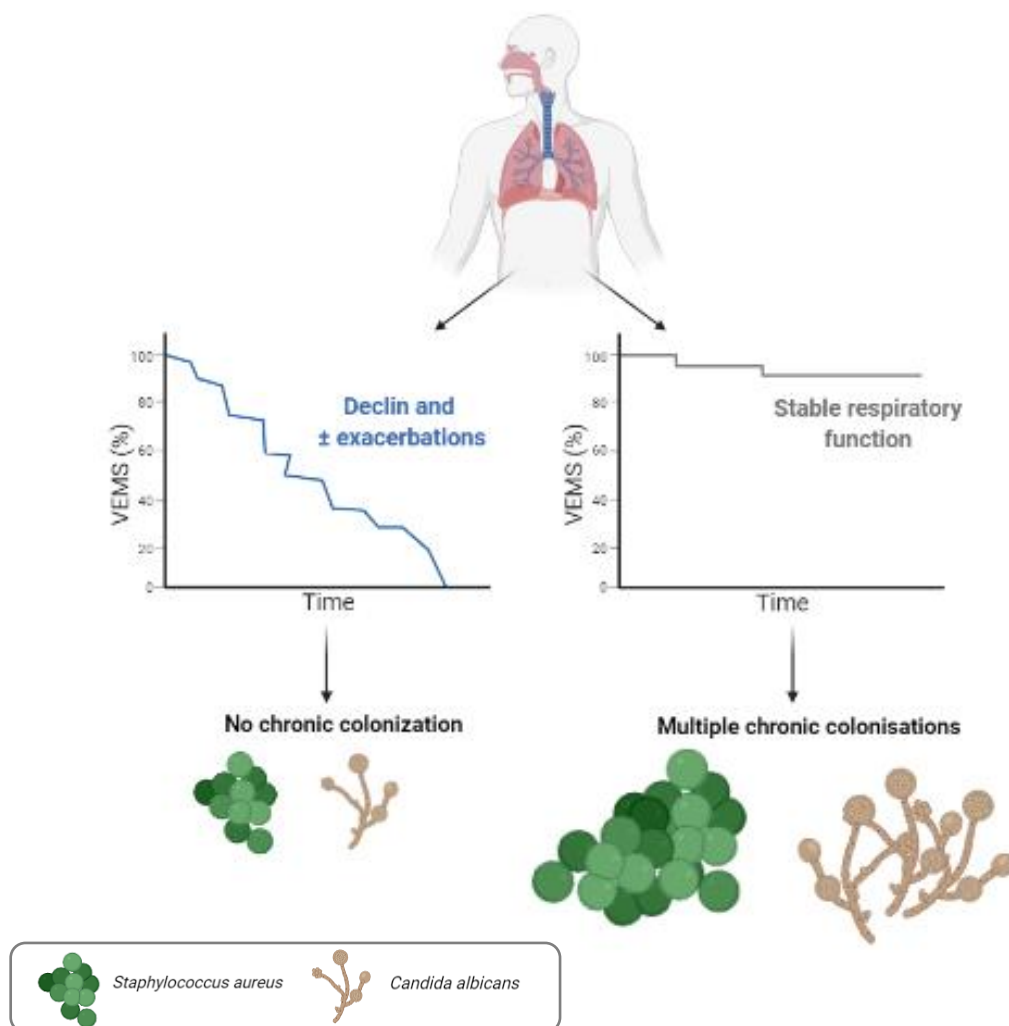 100
80
60
40
20
0
VEMS (%)
Time
Declin and
± exacerbations
100
80
60
40
20
0
VEMS (%)
Time
Stable respiratory
function
No chronic colonization
Multiple chronic colonisations
Staphylococcus aureus
Candida albicans